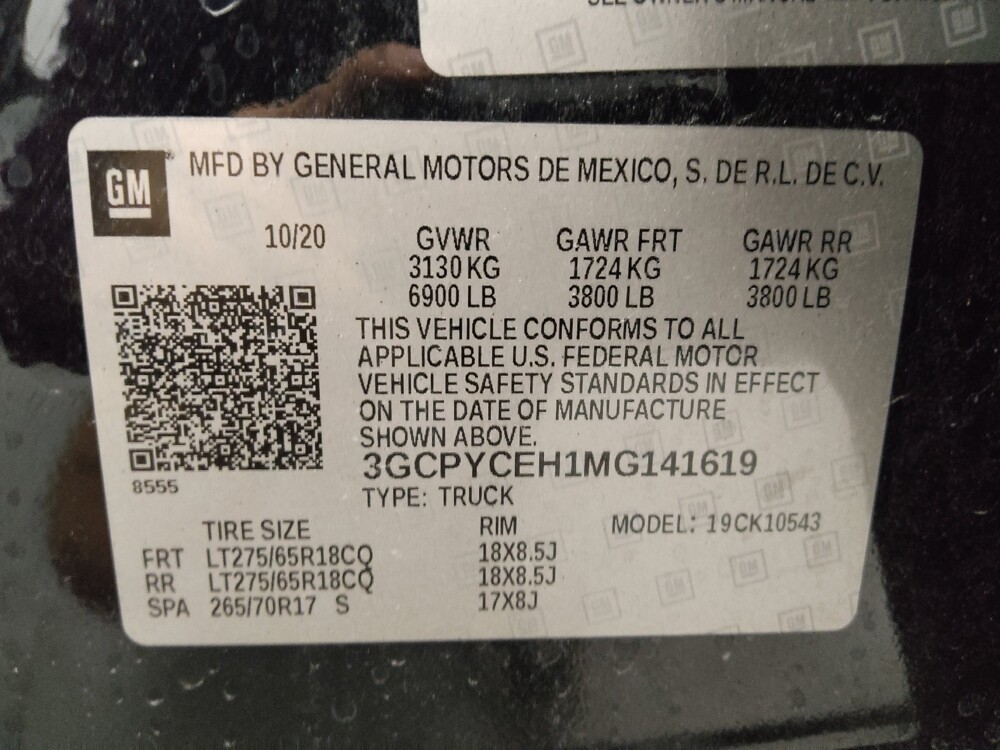 GM
MFD BY GENERAL MOTORS DE MEXICO, S. DE R.L. DE C.V.
10/20 GVWR GAWR FRT GAWR RR
3130 KG 1724 KG 1724 KG
6900 LB 3800 LB 3800 LB
THIS VEHICLE CONFORMS TO ALL
APPLICABLE U.S. FEDERAL MOTOR
VEHICLE SAFETY STANDARDS IN EFFECT
ON THE DATE OF MANUFACTURE
SHOWN ABOVE.
3GCPYCEH1MG141619
8555
TYPE: TRUCK
TIRE SIZE RIM MODEL: 19CK10543
FRT LT275/65R18CQ 18X8.5J
RR LT275/65R18CQ 18X8.5J
SPA 265/70R17 S 17X8J